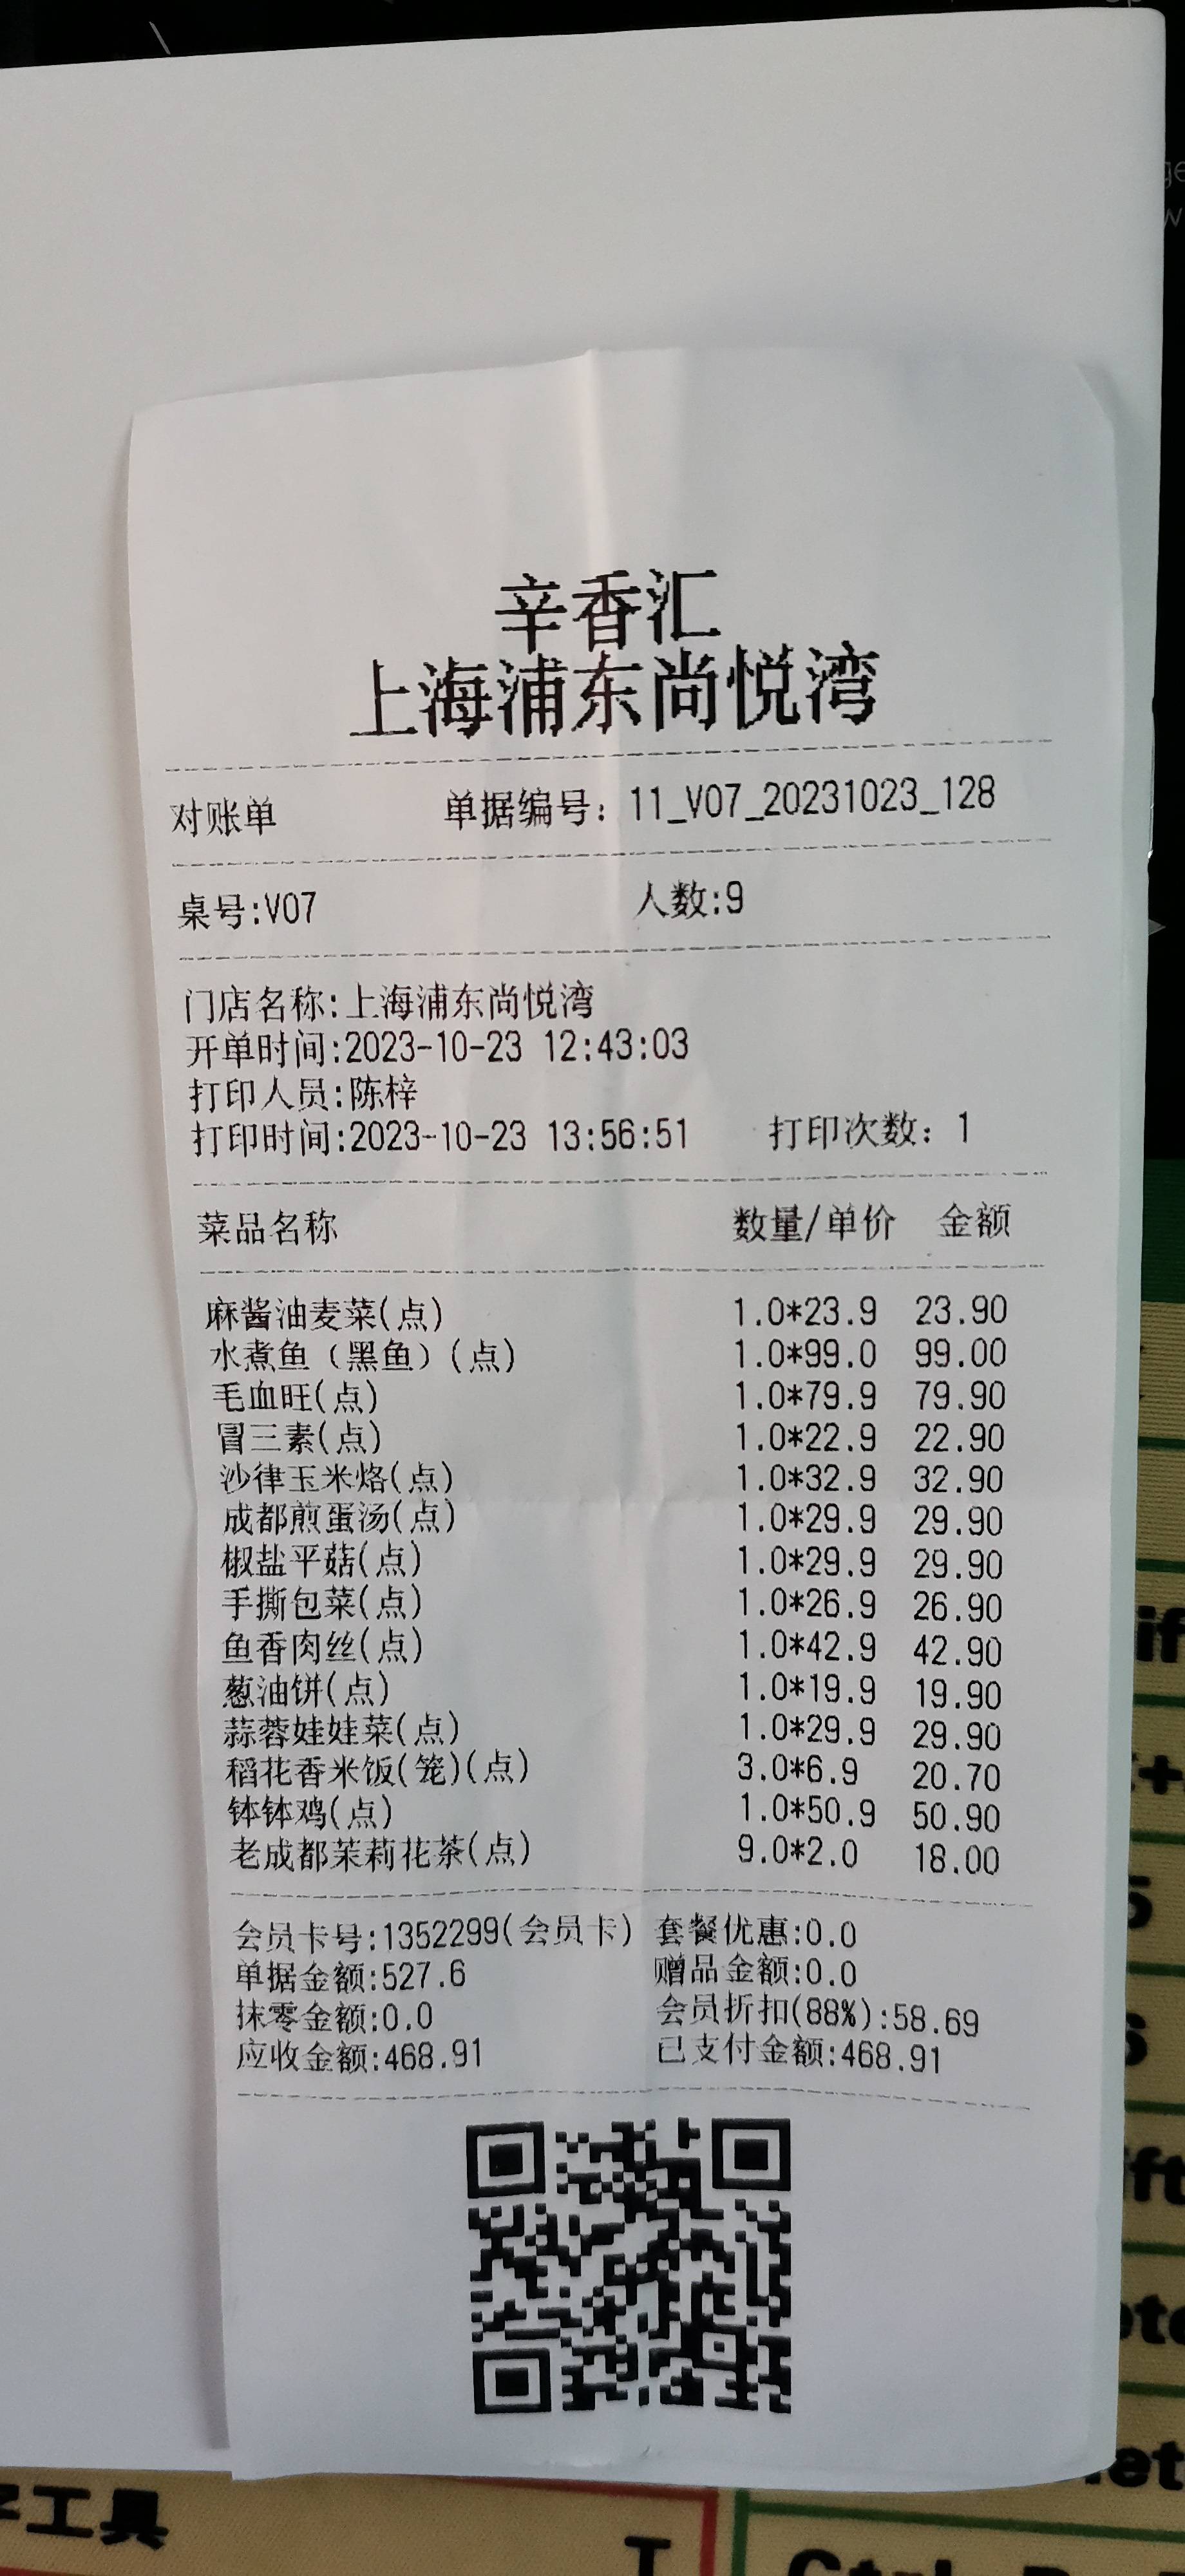 辛香汇
上海浦东尚悦湾
对账单 单据编号：11_V07_20231023_128
桌号:V07 人数:9
门店名称:上海浦东尚悦湾
开单时间:2023-10-23 12:43:03
打印人员:陈梓
打印时间:2023-10-23 13:56:51 打印次数：1
菜品名称 数量/单价 金额
麻酱油麦菜(点) 1.0*23.9 23.90
水煮鱼（黑鱼）(点) 1.0*99.0 99.00
毛血旺(点) 1.0*79.9 79.90
冒三素(点) 1.0*22.9 22.90
沙律玉米烙(点) 1.0*32.9 32.90
成都煎蛋汤(点) 1.0*29.9 29.90
椒盐平菇(点) 1.0*29.9 29.90
手撕包菜(点) 1.0*26.9 26.90
鱼香肉丝(点) 1.0*42.9 42.90
葱油饼(点) 1.0*19.9 19.90
蒜蓉娃娃菜(点) 1.0*29.9 29.90
稻花香米饭(笼)(点) 3.0*6.9 20.70
钵钵鸡(点) 1.0*50.9 50.90
老成都茉莉花茶(点) 9.0*2.0 18.00
会员卡号:1352299(会员卡) 套餐优惠:0.0
单据金额:527.6 赠品金额:0.0
抹零金额:0.0 会员折扣(88%):58.69
应收金额:468.91 已支付金额:468.91
工具
T